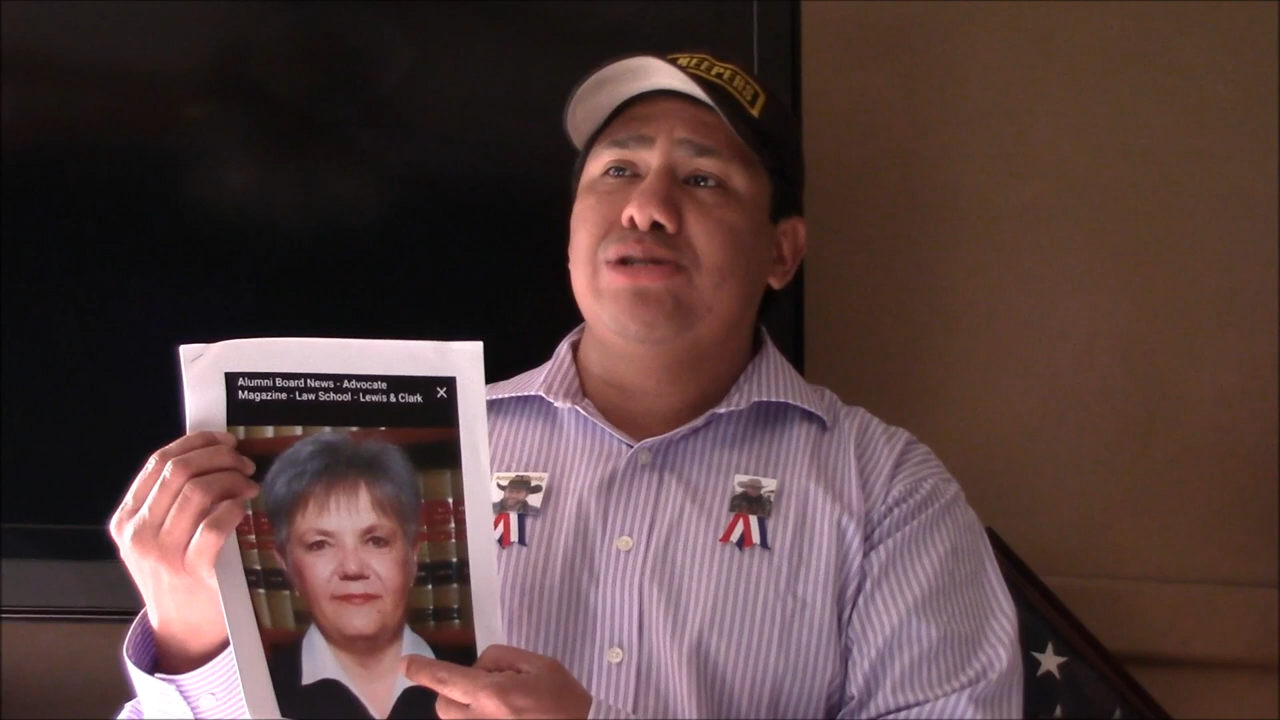 KEEPERS
Alumni Board News - Advocate
Magazine - Law School - Lewis & Clark